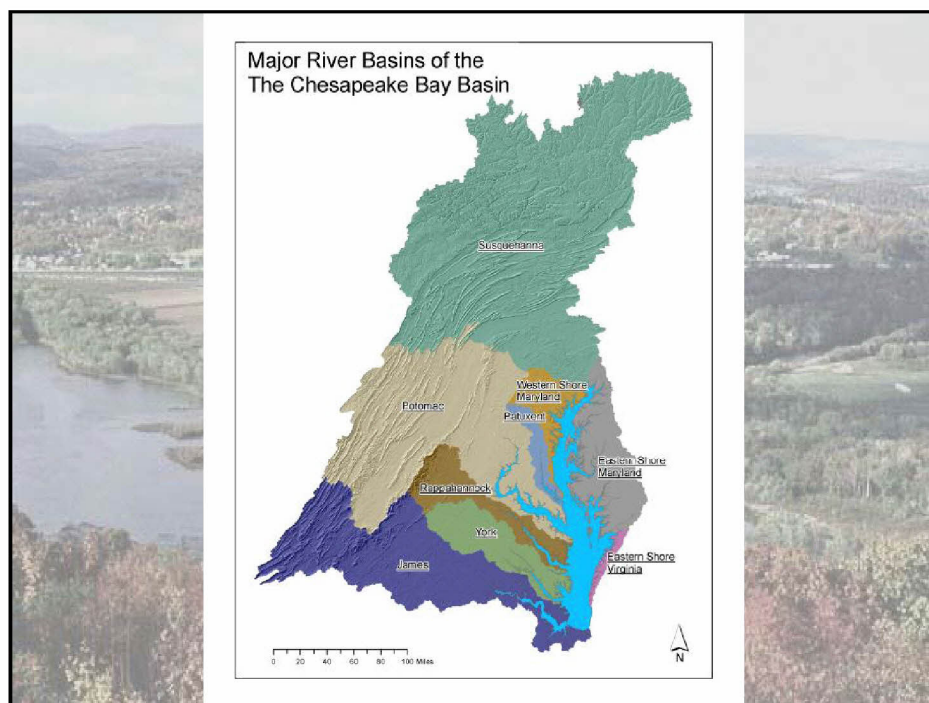 Major River Basins of the
The Chesapeake Bay Basin
Susquehanna
Western Shore
Maryland
Potomac
Patuxent
Eastern Shore
Maryland
Rappahannock
York
Eastern Shore
Virginia
James
0 20 40 60 80 100 Miles
N